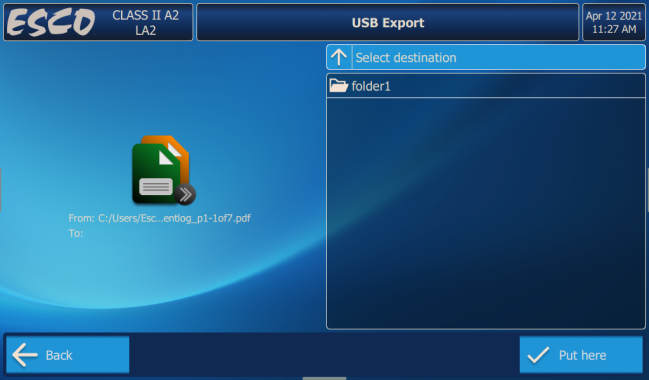 ESCO
CLASS II A2
LA2
USB Export
Apr 12 2021
11:27 AM
Select destination
folder1
From: C:/Users/Esc...entlog_p1-1of7.pdf
To:
Back
Put here